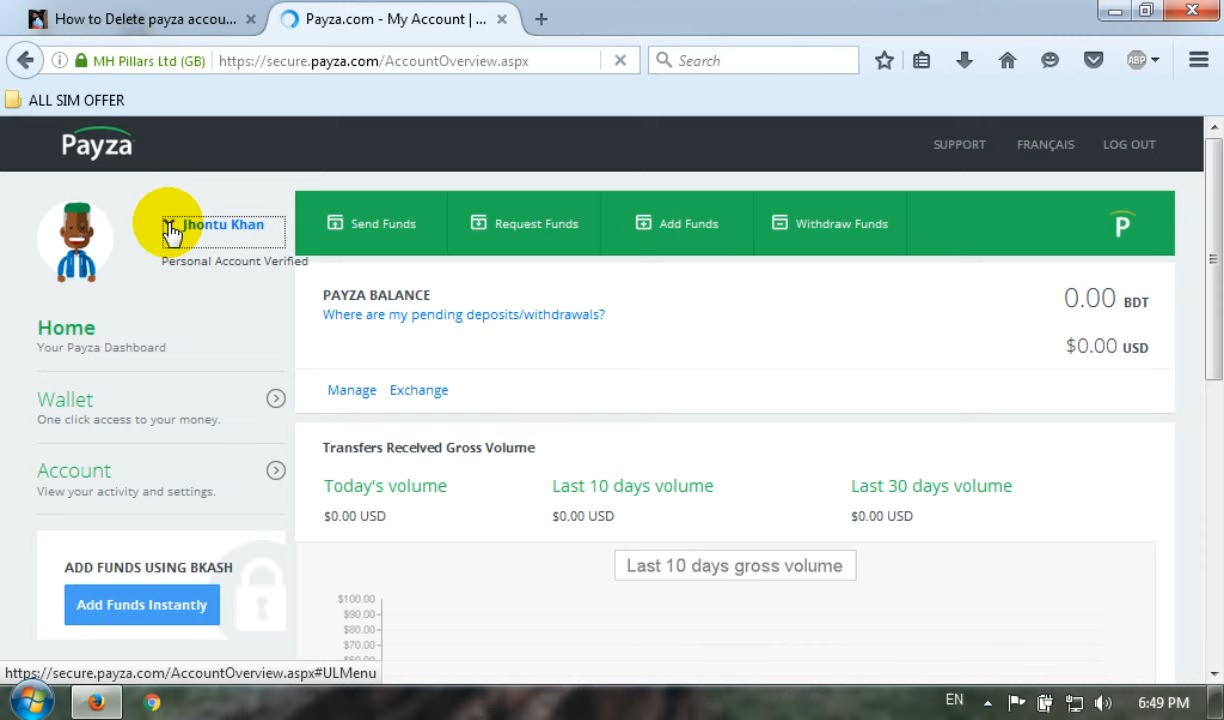 How to Delete payza accou...
Payza.com - My Account | ...
MH Pillars Ltd (GB)
https://secure.payza.com/AccountOverview.aspx
Search
ABP
ALL SIM OFFER
Payza
SUPPORT
FRANÇAIS
LOG OUT
Jhontu Khan
Personal Account Verified
Send Funds
Request Funds
Add Funds
Withdraw Funds
P
PAYZA BALANCE
Where are my pending deposits/withdrawals?
0.00 BDT
$0.00 USD
Manage
Exchange
Home
Your Payza Dashboard
Wallet
One click access to your money.
Account
View your activity and settings.
ADD FUNDS USING BKASH
Add Funds Instantly
Transfers Received Gross Volume
Today's volume
Last 10 days volume
Last 30 days volume
$0.00 USD
$0.00 USD
$0.00 USD
Last 10 days gross volume
$100.00
$90.00
$80.00
$70.00
https://secure.payza.com/AccountOverview.aspx#ULMenu
EN
6:49 PM